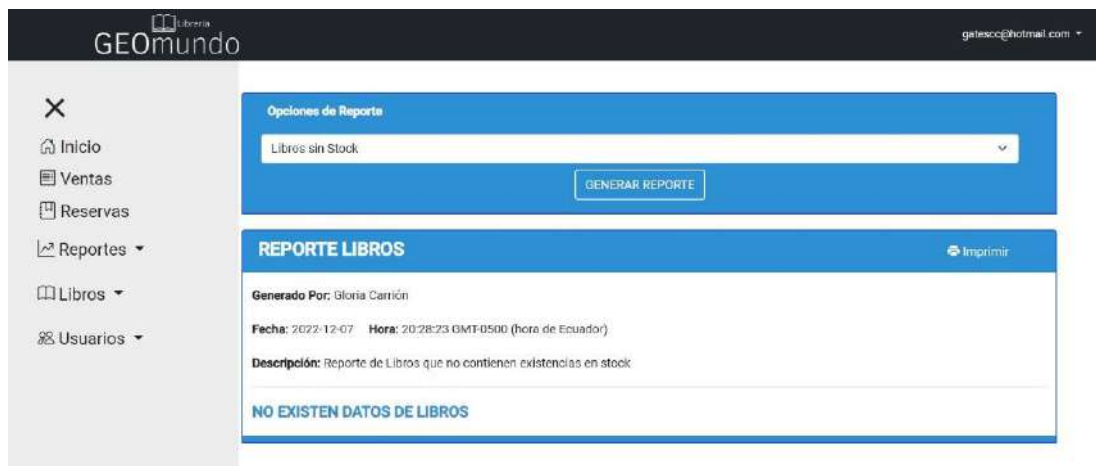 Librería
GEOmundo
gatescc@hotmail.com
Inicio
Ventas
Reservas
Reportes
Libros
Usuarios
Opciones de Reporte
Libros sin Stock
GENERAR REPORTE
REPORTE LIBROS
Imprimir
Generado Por: Gloria Carrión
Fecha: 2022-12-07 Hora: 20:28:23 GMT-0500 (hora de Ecuador)
Descripción: Reporte de Libros que no contienen existencias en stock
NO EXISTEN DATOS DE LIBROS